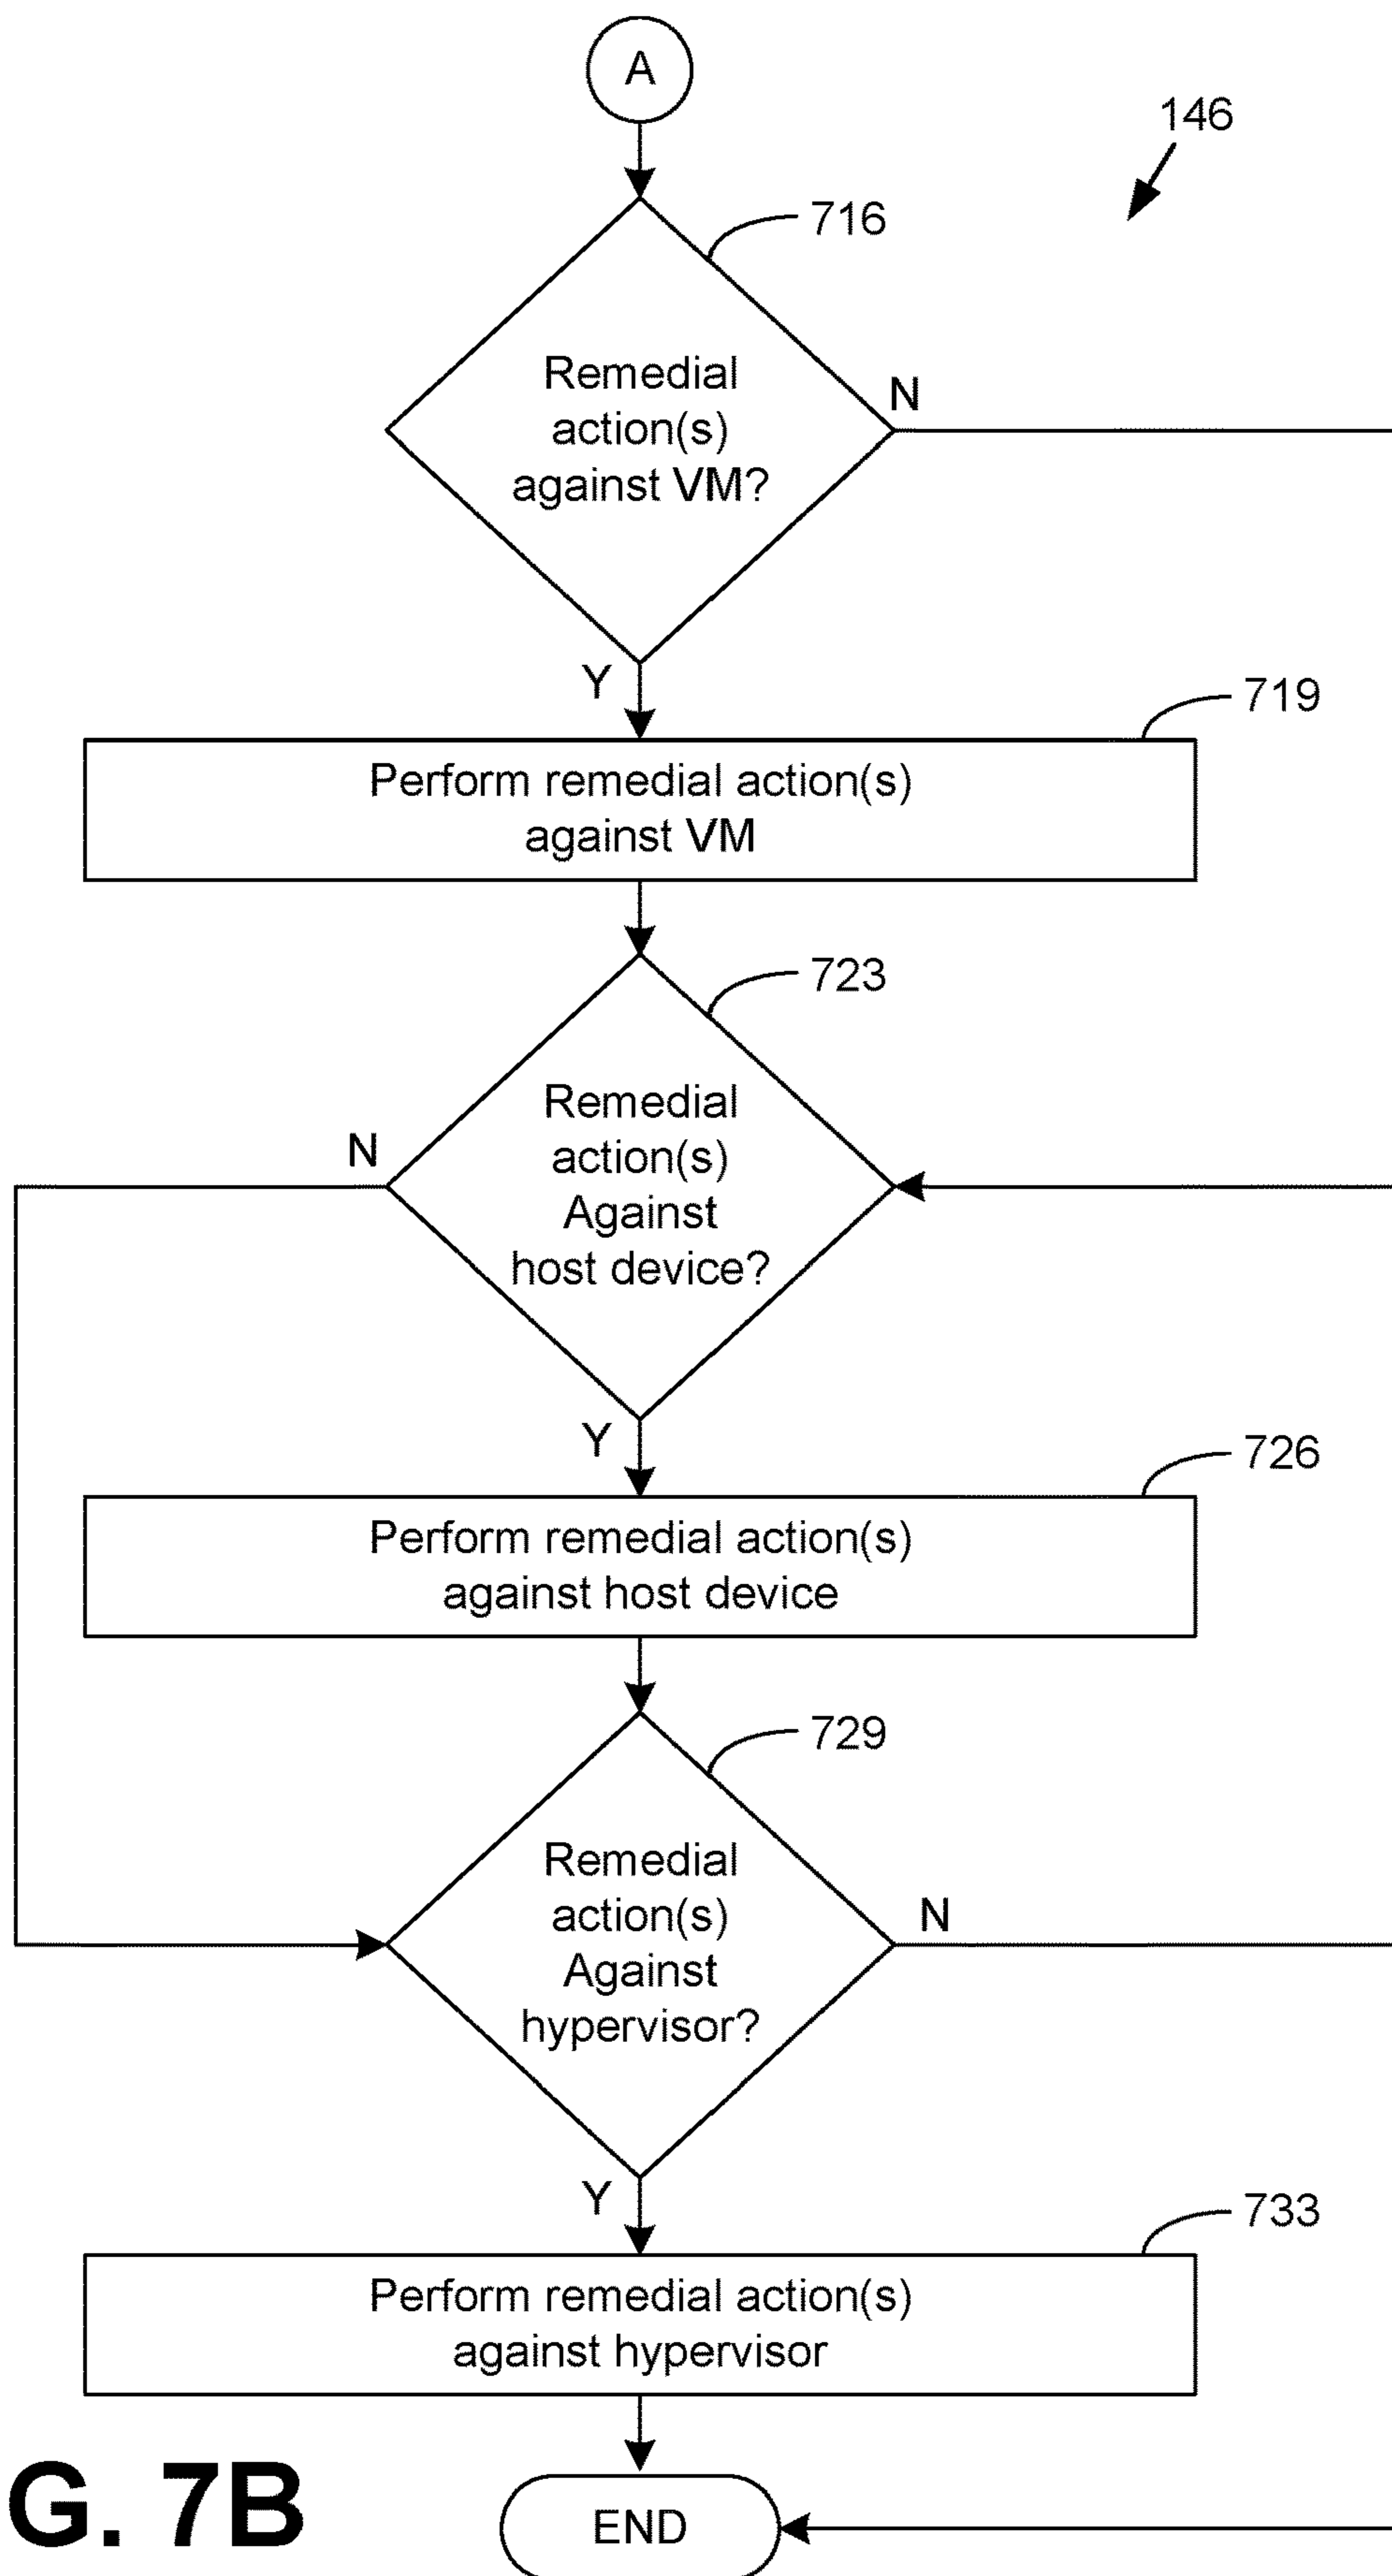 A
146
716
Remedial
action(s)
against VM?
N
Y
719
Perform remedial action(s)
against VM
723
Remedial
action(s)
Against
host device?
N
Y
726
Perform remedial action(s)
against host device
729
Remedial
action(s)
Against
hypervisor?
N
Y
733
Perform remedial action(s)
against hypervisor
G. 7B
END